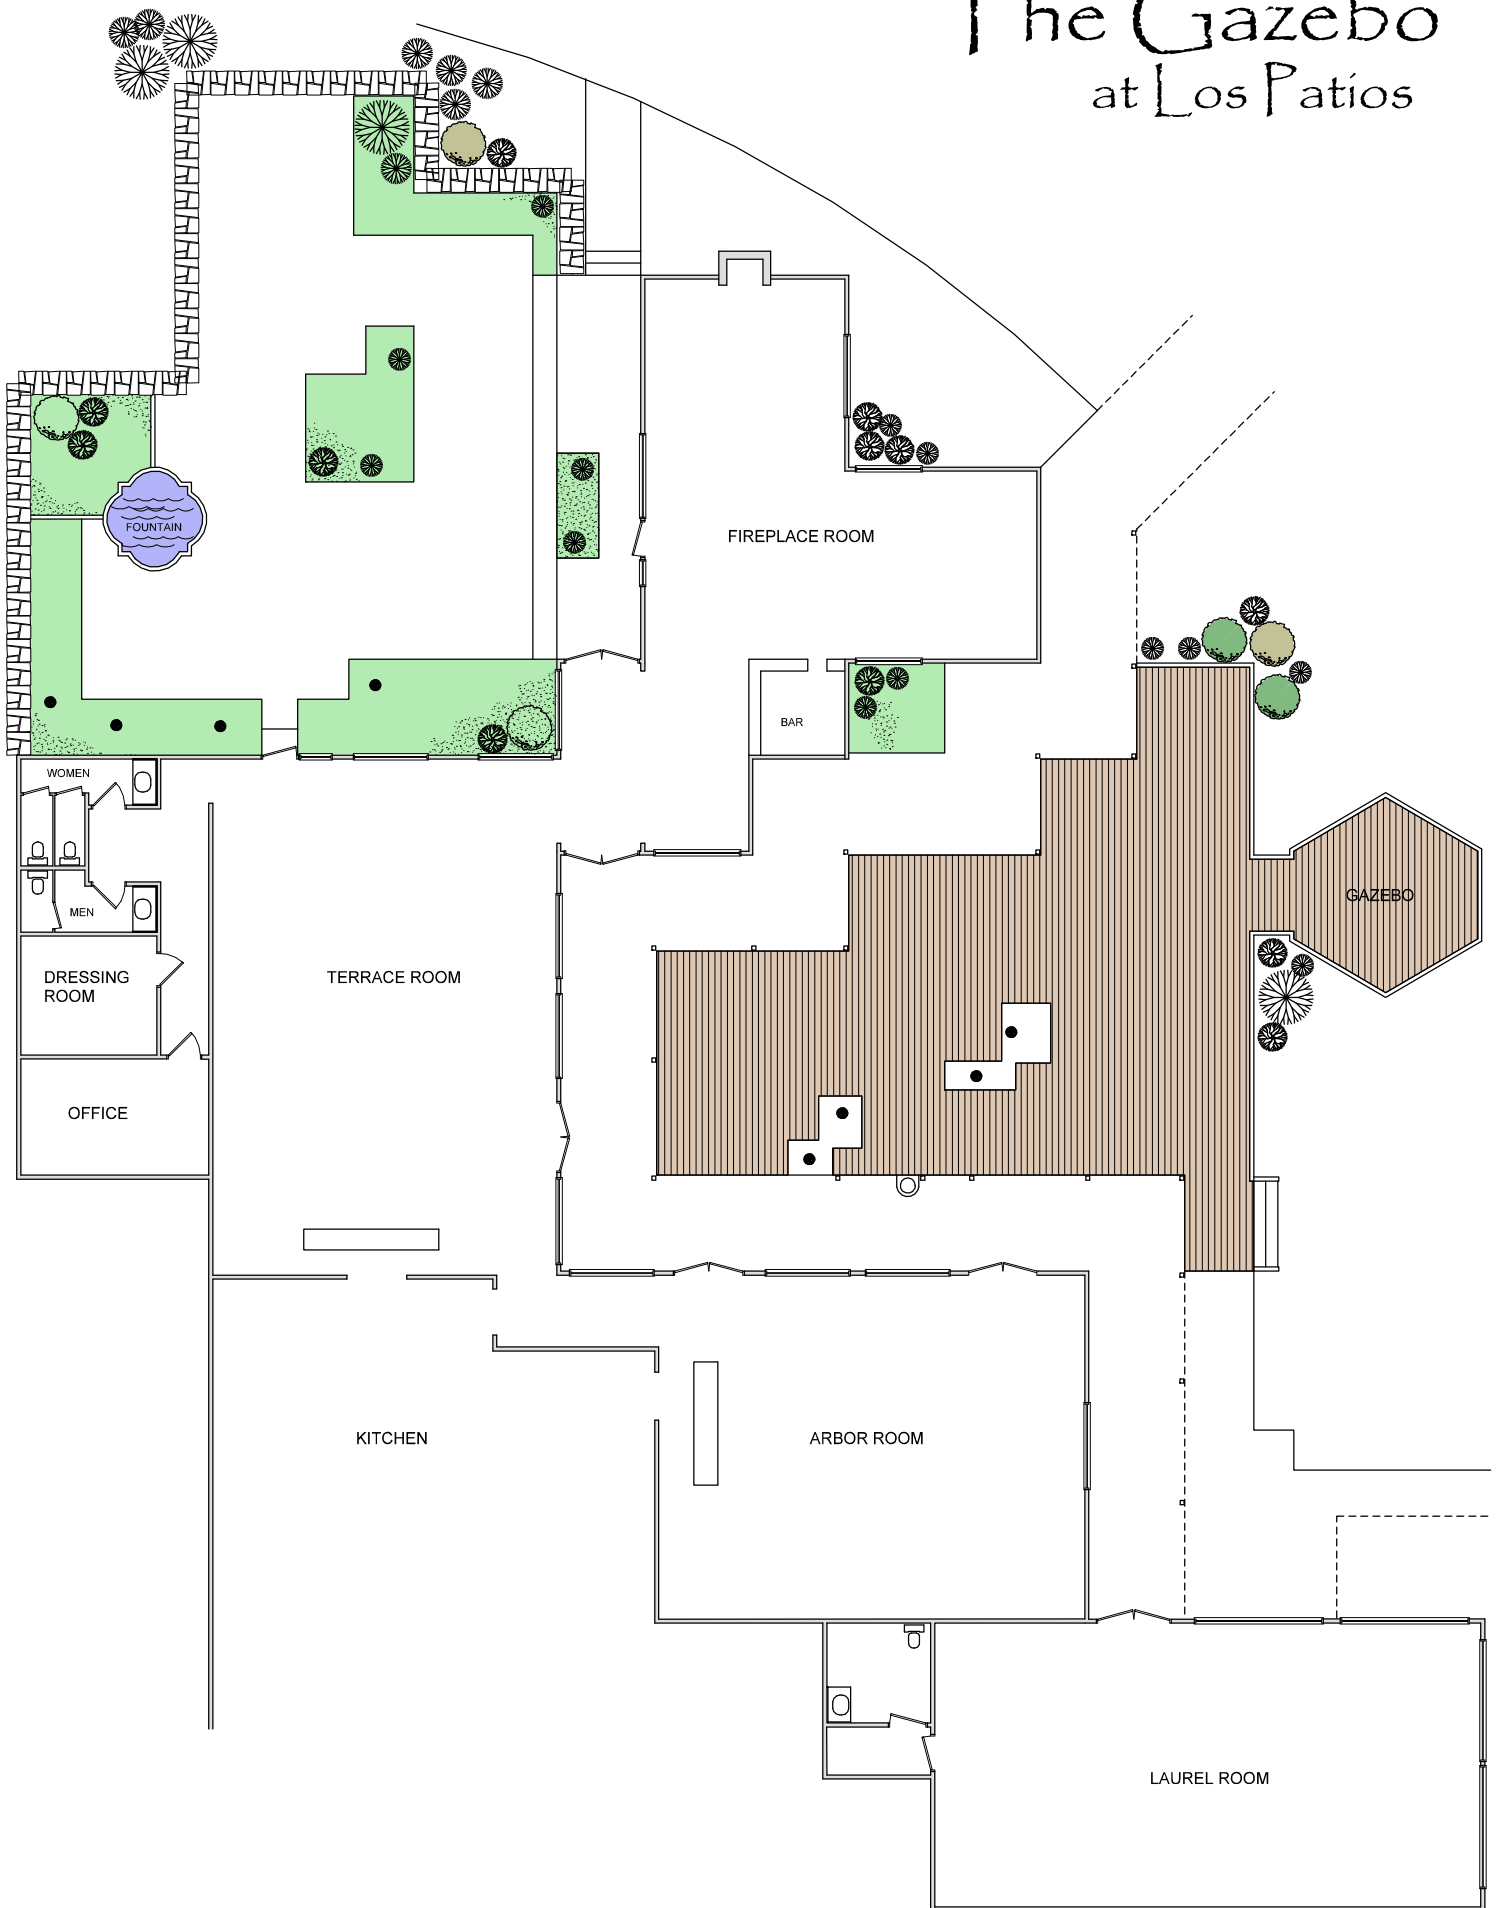 The Gazebo
at Los Patios
FOUNTAIN
FIREPLACE ROOM
BAR
WOMEN
MEN
GAZEBO
DRESSING
ROOM
TERRACE ROOM
OFFICE
KITCHEN
ARBOR ROOM
LAUREL ROOM